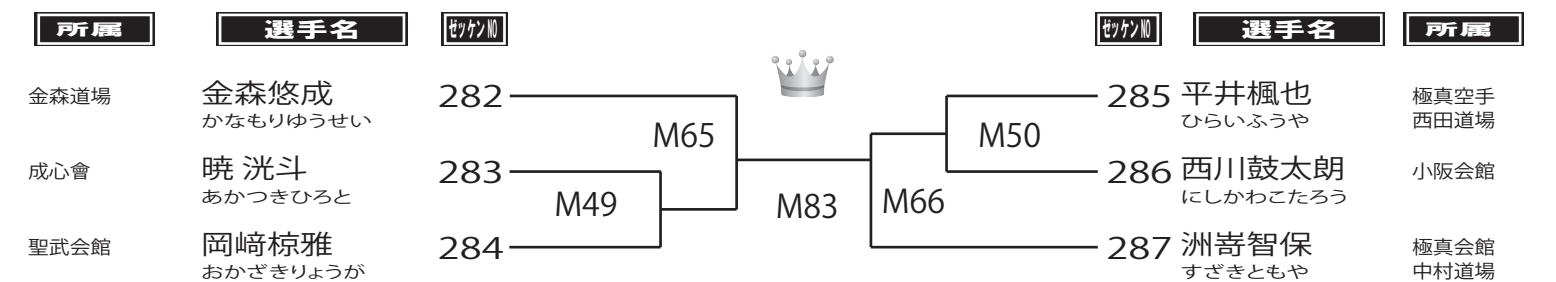 所属 選手名 ゼッケンNO ゼッケンNO 選手名 所属
金森道場 金森悠成 282 285 平井楓也 極真空手
かなもりゆうせい ひらいふうや 西田道場
M65 M50
成心會 暁 洸斗 283 286 西川鼓太朗 小阪会館
あかつきひろと にしかわこたろう
M49 M83 M66
聖武会館 岡﨑椋雅 284 287 洲嵜智保 極真会館
おかざきりょうが すざきともや 中村道場